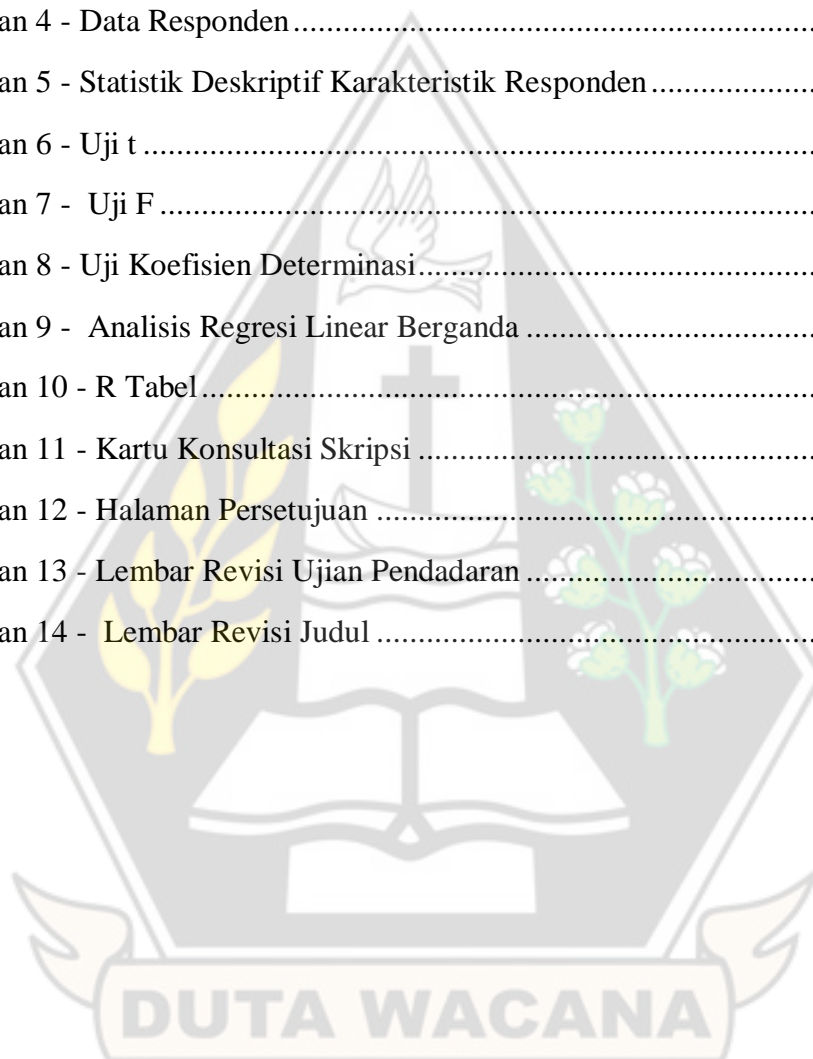 an 4 - Data Responden........................................................................
an 5 - Statistik Deskriptif Karakteristik Responden....................
an 6 - Uji t..........................................................................................
an 7 -  Uji F........................................................................................
an 8 - Uji Koefisien Determinasi.........................................................
an 9 -  Analisis Regresi Linear Berganda............................................
an 10 - R Tabel...................................................................................
an 11 - Kartu Konsultasi Skripsi.........................................................
an 12 - Halaman Persetujuan..............................................................
an 13 - Lembar Revisi Ujian Pendadaran............................................
an 14 -  Lembar Revisi Judul..............................................................
DUTA WACANA